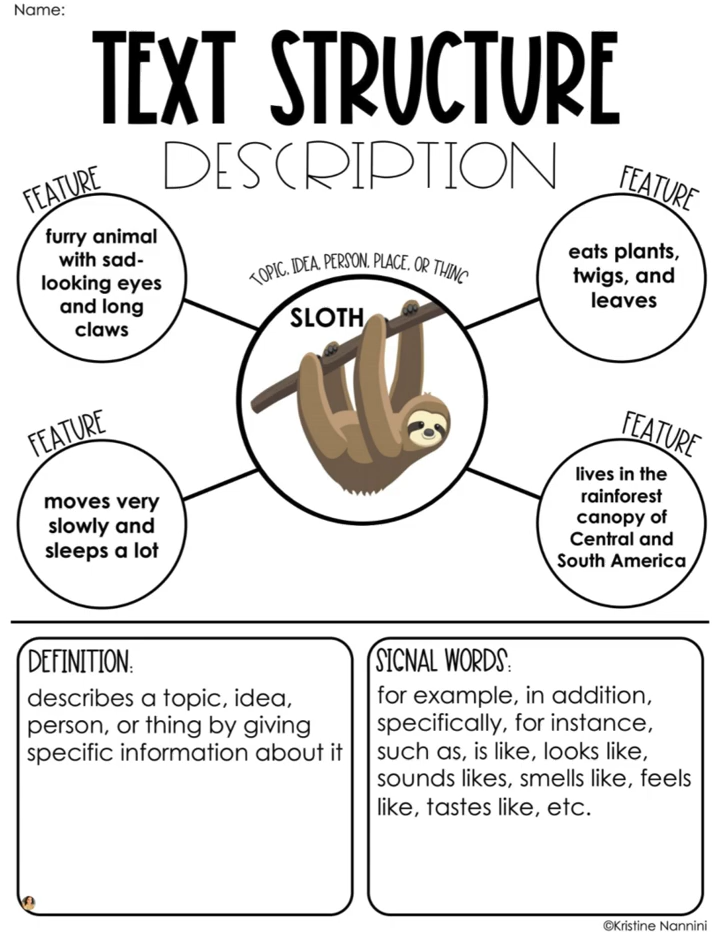 Name:
TEXT STRUCTURE
DESCRIPTION
FEATURE
furry animal
with sad-
looking eyes
and long
claws
FEATURE
eats plants,
twigs, and
leaves
TOPIC, IDEA, PERSON, PLACE, OR THING
SLOTH
FEATURE
moves very
slowly and
sleeps a lot
FEATURE
lives in the
rainforest
canopy of
Central and
South America
DEFINITION:
describes a topic, idea,
person, or thing by giving
specific information about it
SIGNAL WORDS:
for example, in addition,
specifically, for instance,
such as, is like, looks like,
sounds likes, smells like, feels
like, tastes like, etc.
©Kristine Nannini